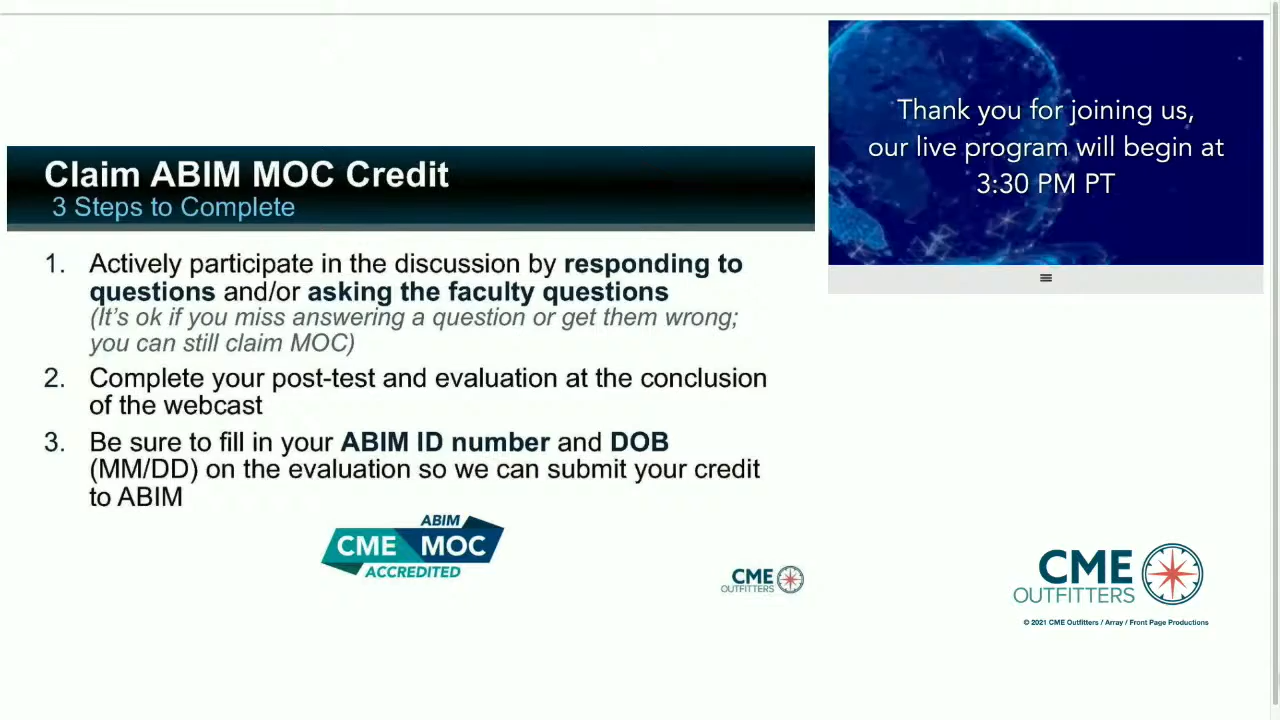 Claim ABIM MOC Credit
3 Steps to Complete
1. Actively participate in the discussion by responding to
questions and/or asking the faculty questions
(It's ok if you miss answering a question or get them wrong;
you can still claim MOC)
2. Complete your post-test and evaluation at the conclusion
of the webcast
3. Be sure to fill in your ABIM ID number and DOB
(MM/DD) on the evaluation so we can submit your credit
to ABIM
ABIM
CME MOC
ACCREDITED
CME
OUTFITTERS
Thank you for joining us,
our live program will begin at
3:30 PM PT
CME
OUTFITTERS
© 2021 CME Outfitters / Array / Front Page Productions